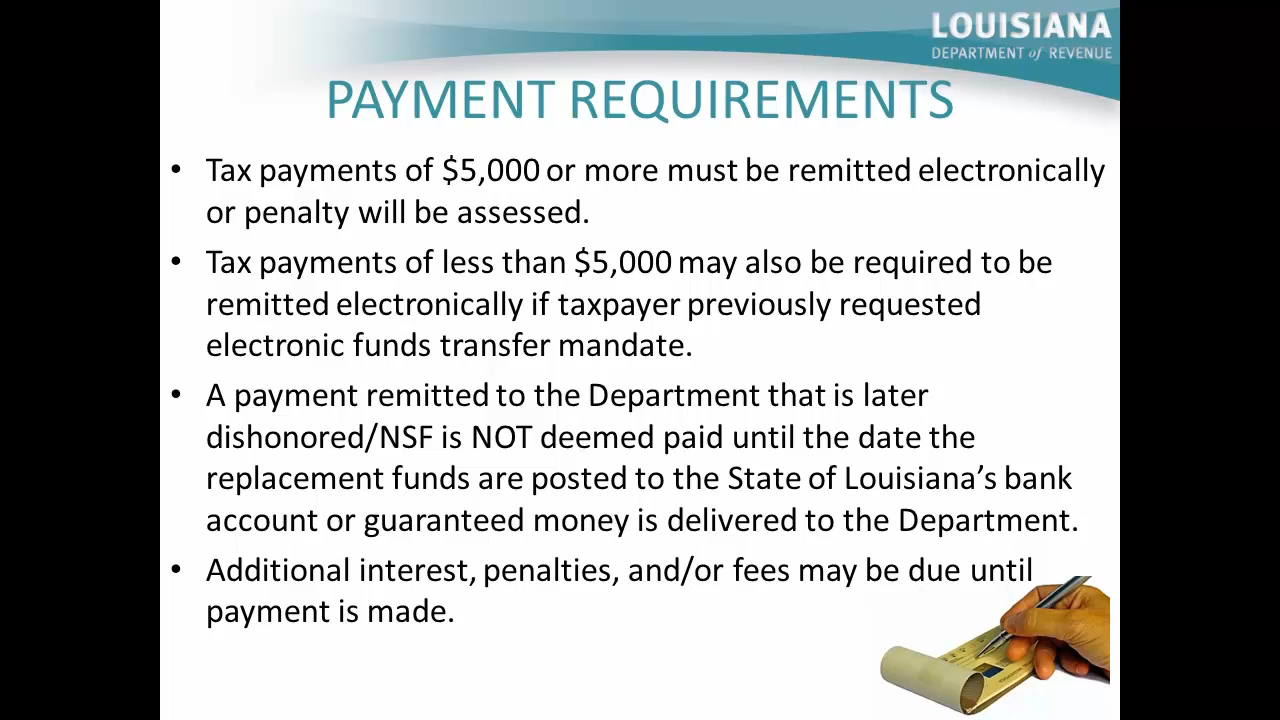 LOUISIANA
DEPARTMENT of REVENUE
PAYMENT REQUIREMENTS
• Tax payments of $5,000 or more must be remitted electronically
or penalty will be assessed.
• Tax payments of less than $5,000 may also be required to be
remitted electronically if taxpayer previously requested
electronic funds transfer mandate.
• A payment remitted to the Department that is later
dishonored/NSF is NOT deemed paid until the date the
replacement funds are posted to the State of Louisiana’s bank
account or guaranteed money is delivered to the Department.
• Additional interest, penalties, and/or fees may be due until
payment is made.